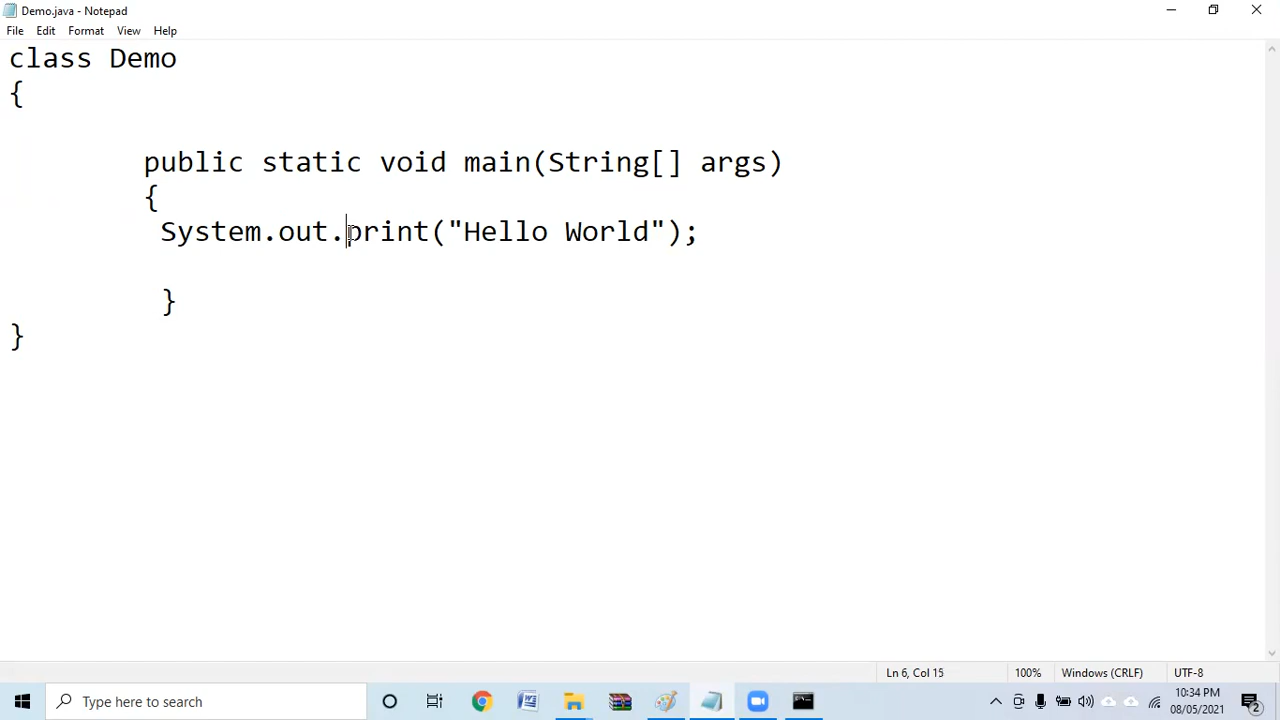 Demo.java - Notepad
File Edit Format View Help
class Demo
{
public static void main(String[] args)
{
System.out.print("Hello World");
}
}
Ln 6, Col 15 100% Windows (CRLF) UTF-8
Type here to search
10:34 PM
08/05/2021
2